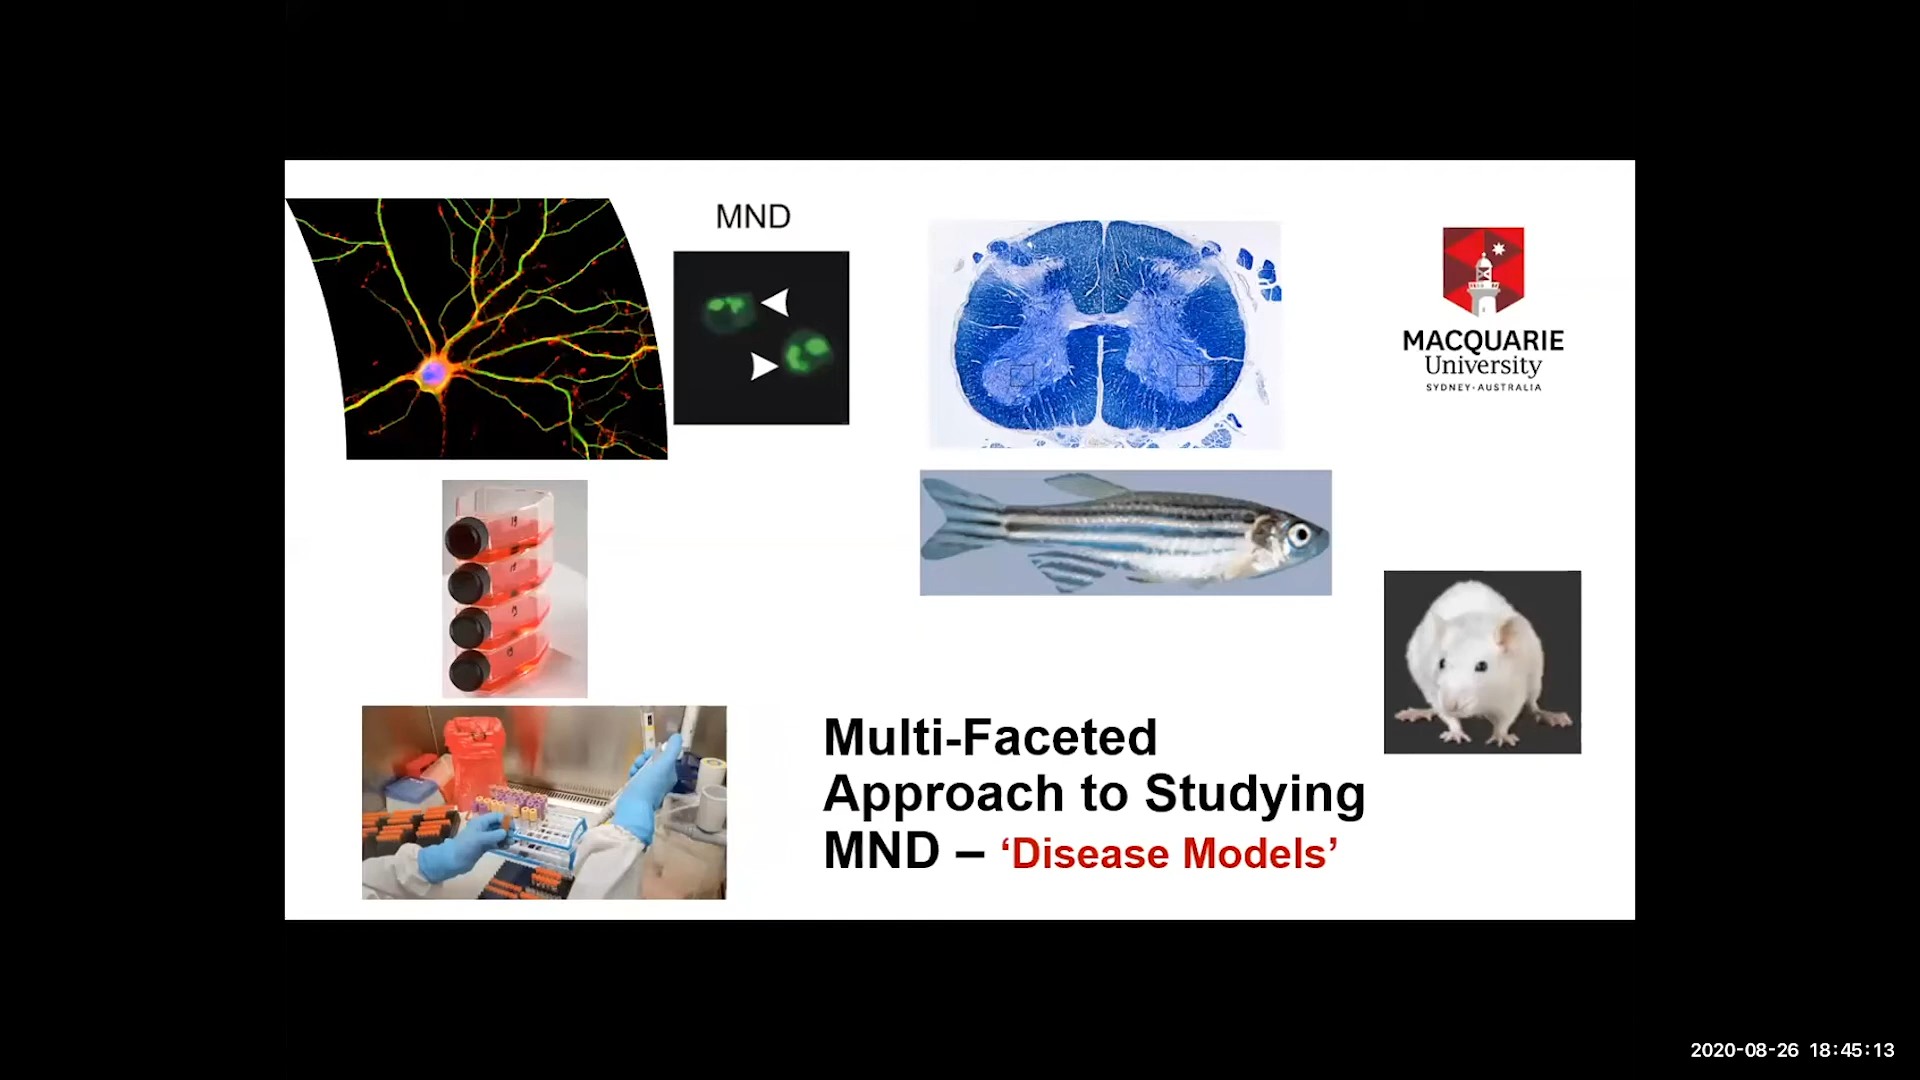 MND
MACQUARIE
University
SYDNEY·AUSTRALIA
Multi-Faceted
Approach to Studying
MND – ‘Disease Models’
2020-08-26 18:45:13